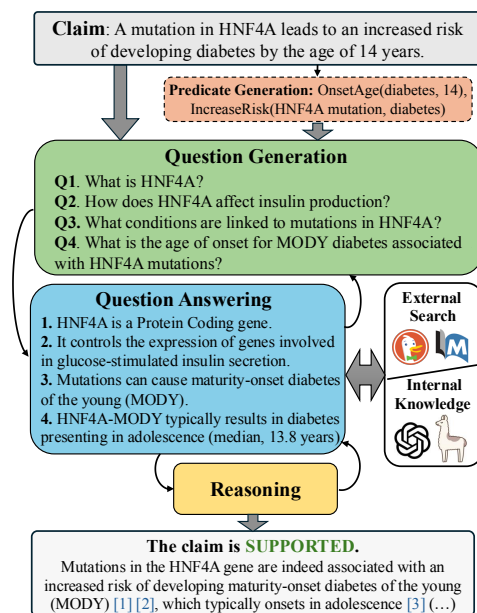 Claim: A mutation in HNF4A leads to an increased risk
of developing diabetes by the age of 14 years.
Predicate Generation: OnsetAge(diabetes, 14),
IncreaseRisk(HNF4A mutation, diabetes)
Question Generation
Q1. What is HNF4A?
Q2. How does HNF4A affect insulin production?
Q3. What conditions are linked to mutations in HNF4A?
Q4. What is the age of onset for MODY diabetes associated
with HNF4A mutations?
Question Answering
1. HNF4A is a Protein Coding gene.
2. It controls the expression of genes involved
in glucose-stimulated insulin secretion.
3. Mutations can cause maturity-onset diabetes
of the young (MODY).
4. HNF4A-MODY typically results in diabetes
presenting in adolescence (median, 13.8 years)
External
Search
M
Internal
Knowledge
Reasoning
The claim is SUPPORTED.
Mutations in the HNF4A gene are indeed associated with an
increased risk of developing maturity-onset diabetes of the young
(MODY) [1] [2], which typically onsets in adolescence [3] (…)